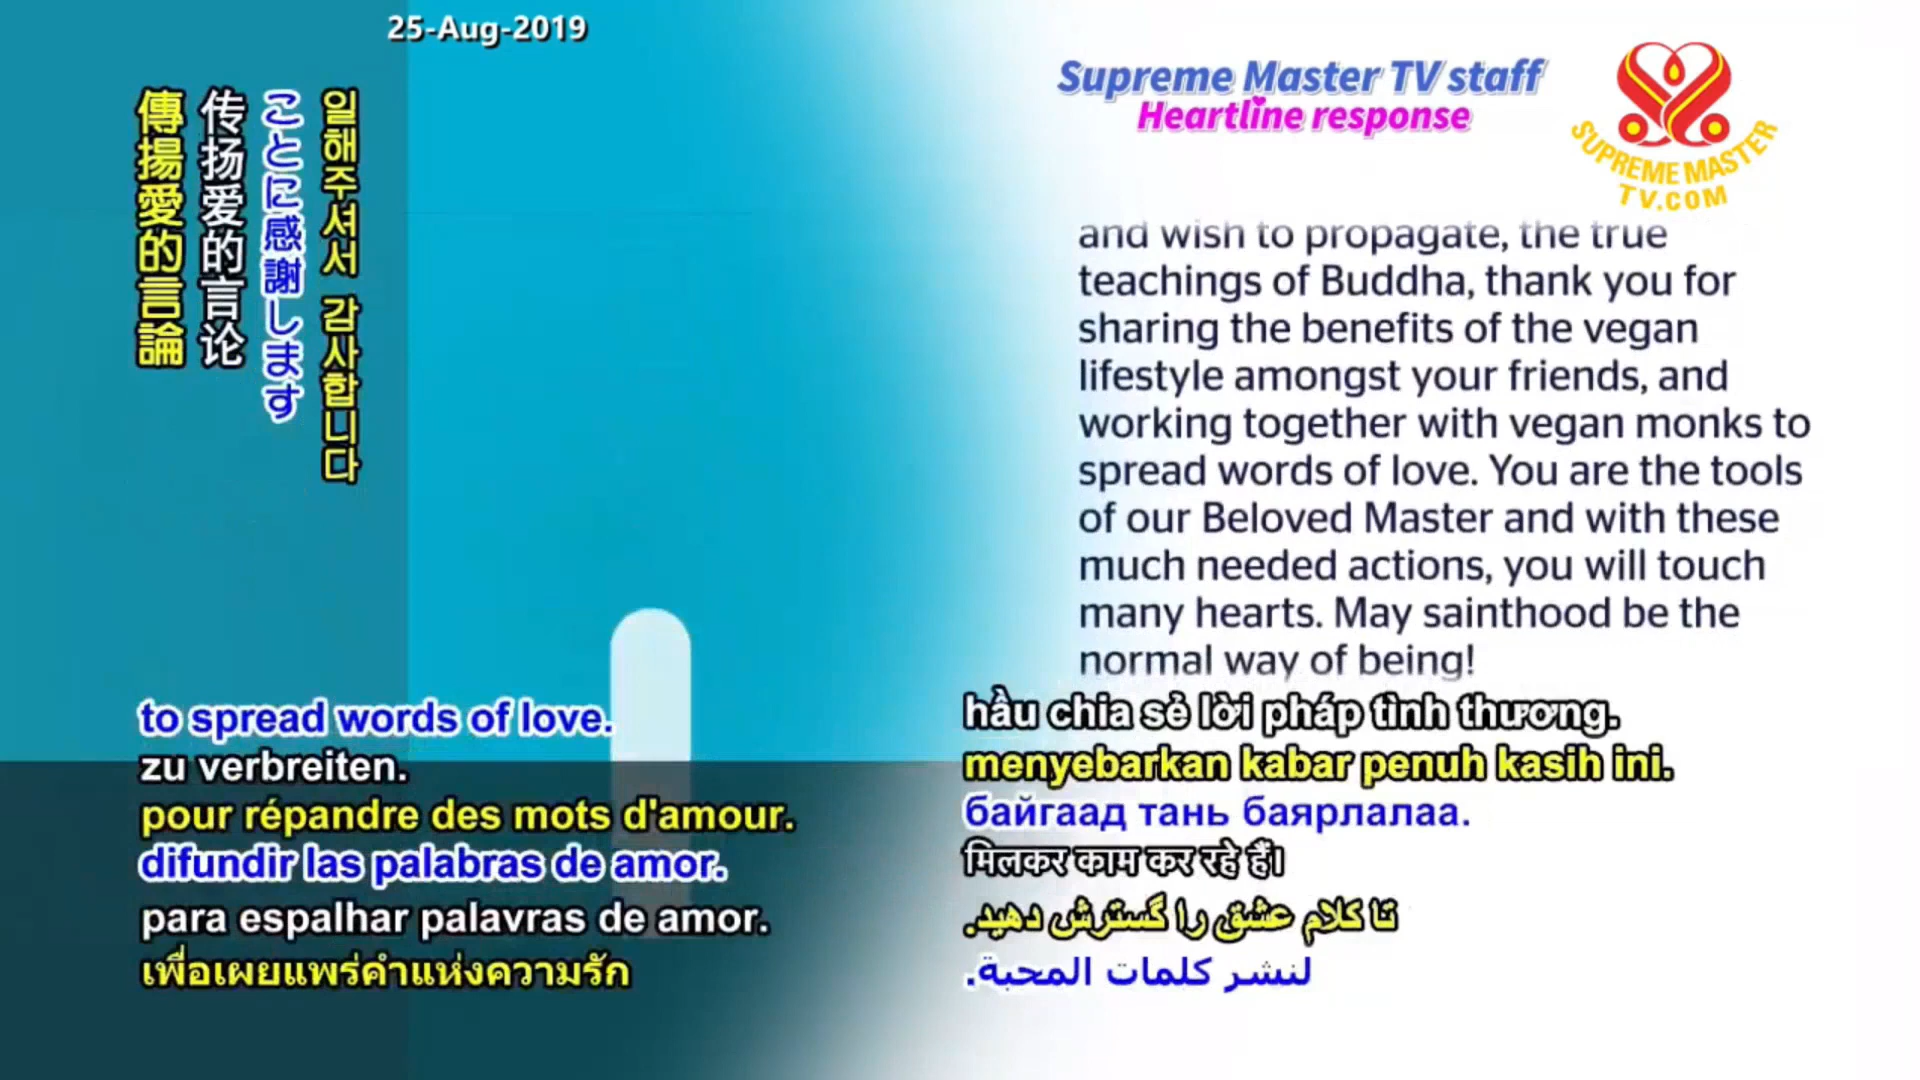 25-Aug-2019
Supreme Master TV staff
Heartline response
SUPREME MASTER
TV.COM
傳揚愛的言論
传扬爱的言论
ことに感謝します
일해주셔서 감사합니다
and wish to propagate, the true
teachings of Buddha, thank you for
sharing the benefits of the vegan
lifestyle amongst your friends, and
working together with vegan monks to
spread words of love. You are the tools
of our Beloved Master and with these
much needed actions, you will touch
many hearts. May sainthood be the
normal way of being!
to spread words of love.
zu verbreiten.
pour répandre des mots d'amour.
difundir las palabras de amor.
para espalhar palavras de amor.
เพื่อเผยแพร่คำแห่งความรัก
hầu chia sẻ lời pháp tình thương.
menyebarkan kabar penuh kasih ini.
байгаад тань баярлалаа.
मिलकर काम कर रहे हैं।
تا کلام عشق را گسترش دهید.
لنشر كلمات المحبة.